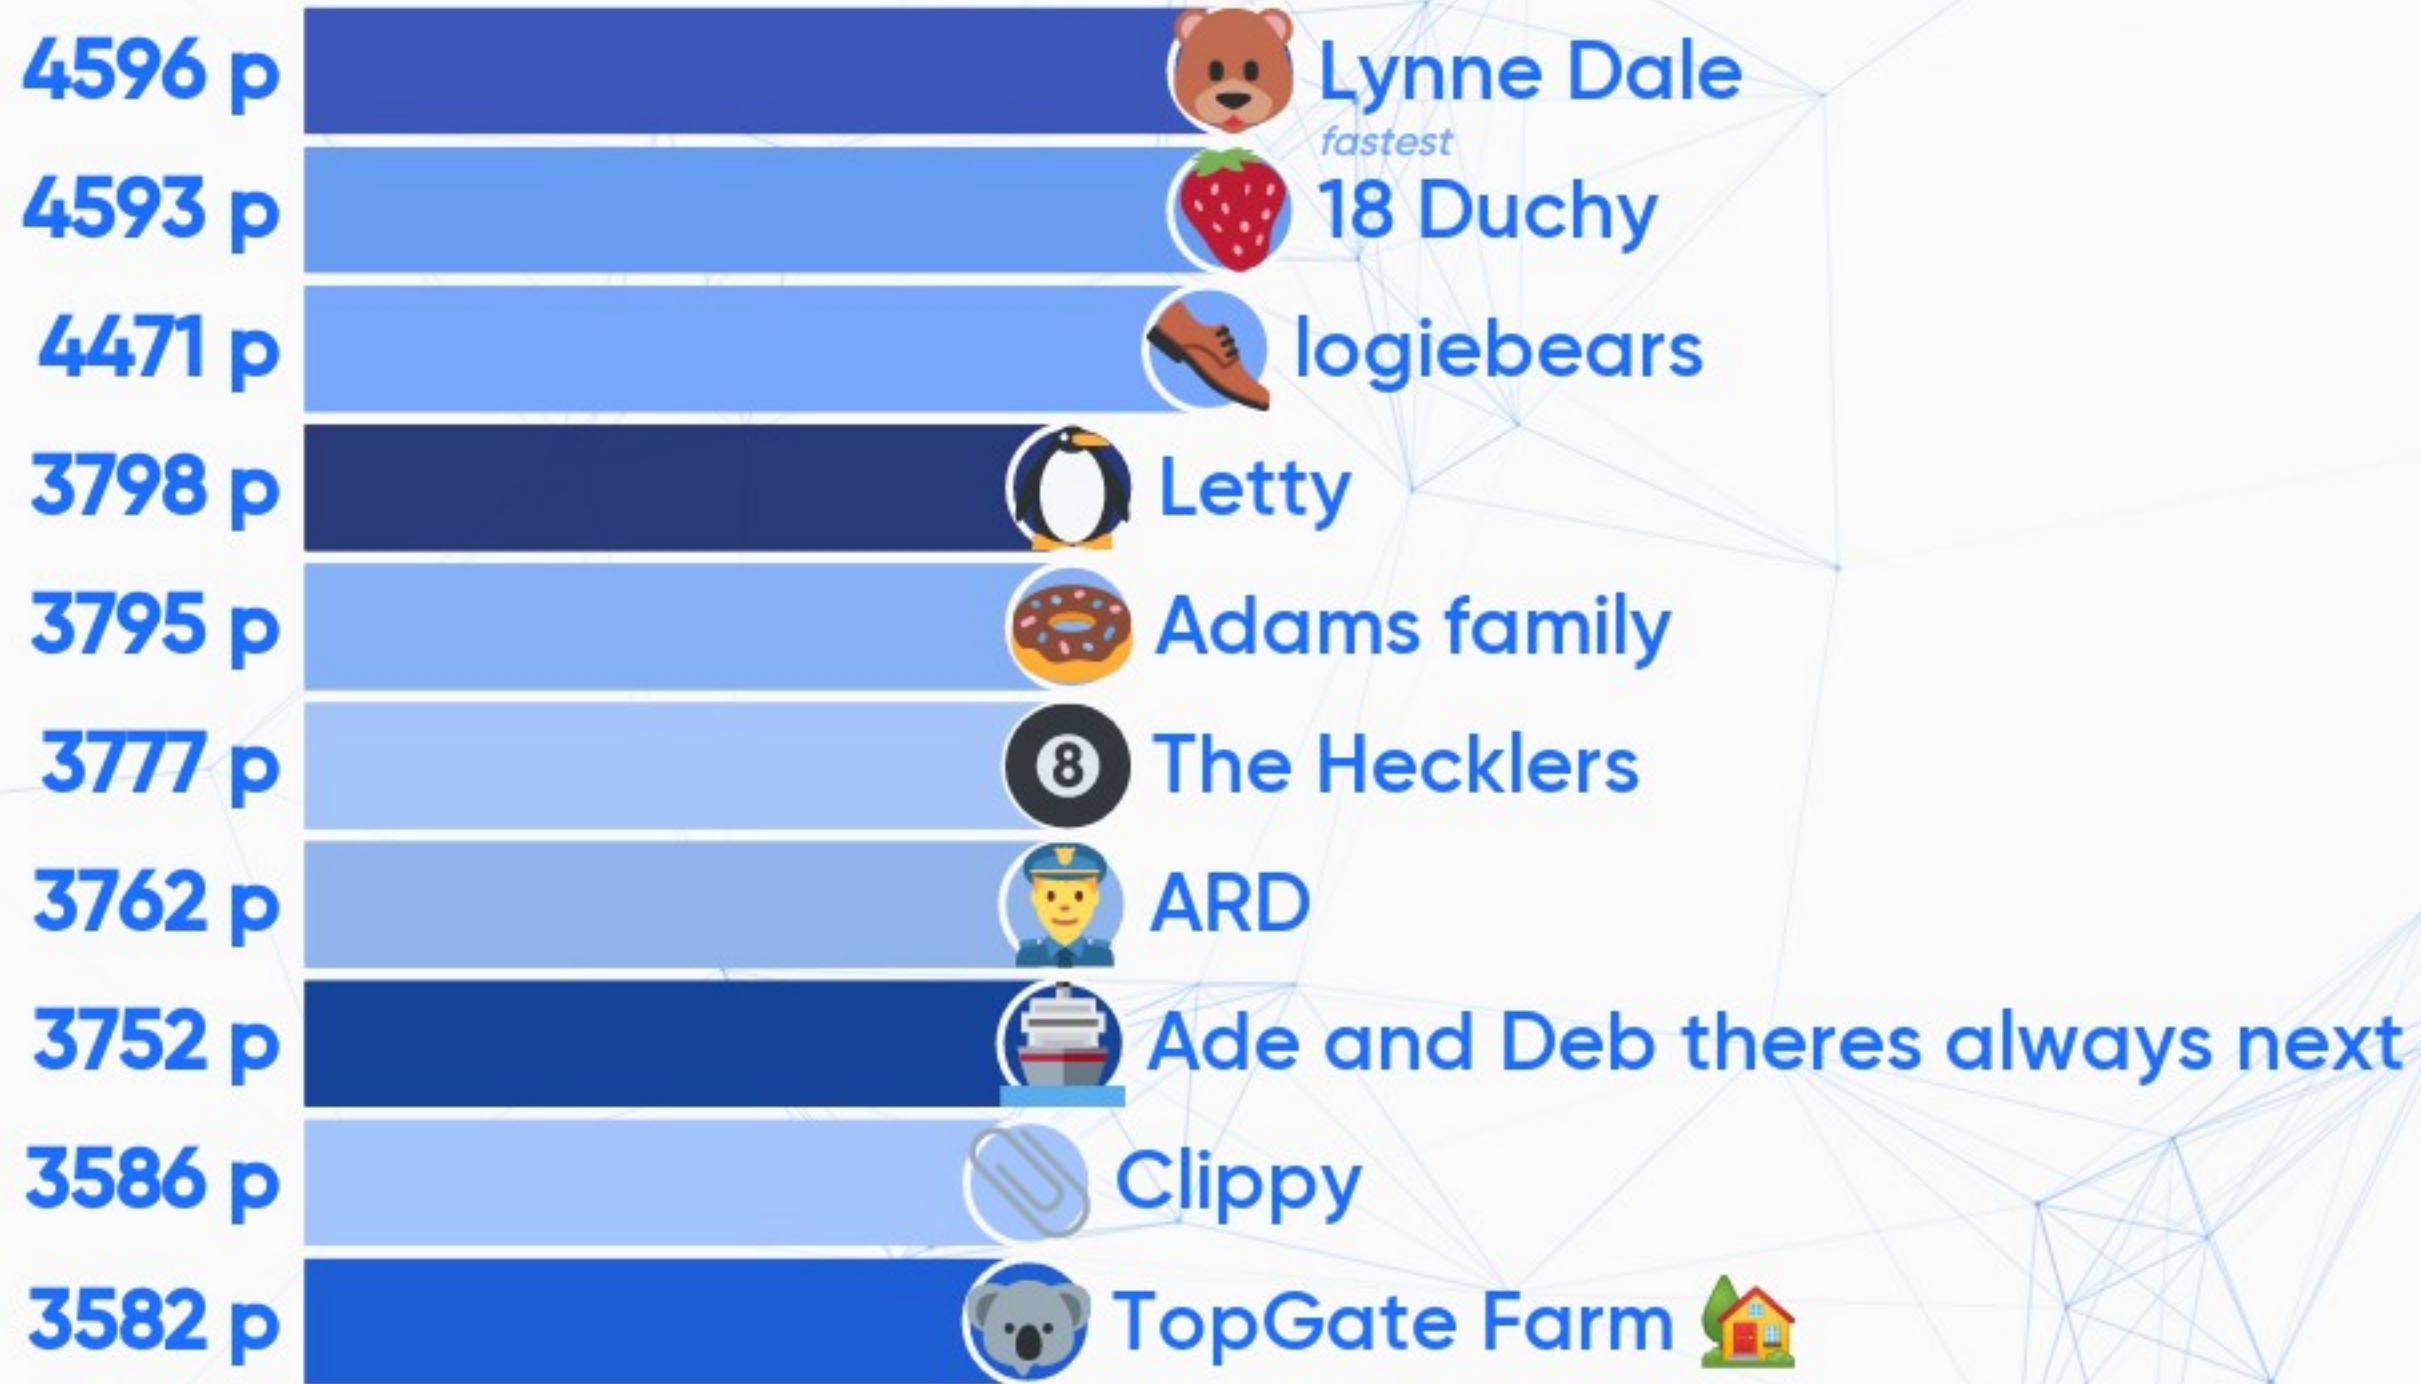 4596 p Lynne Dale
fastest
4593 p 18 Duchy
4471 p logiebears
3798 p Letty
3795 p Adams family
3777 p 8 The Hecklers
3762 p ARD
3752 p Ade and Deb theres always next
3586 p Clippy
3582 p TopGate Farm